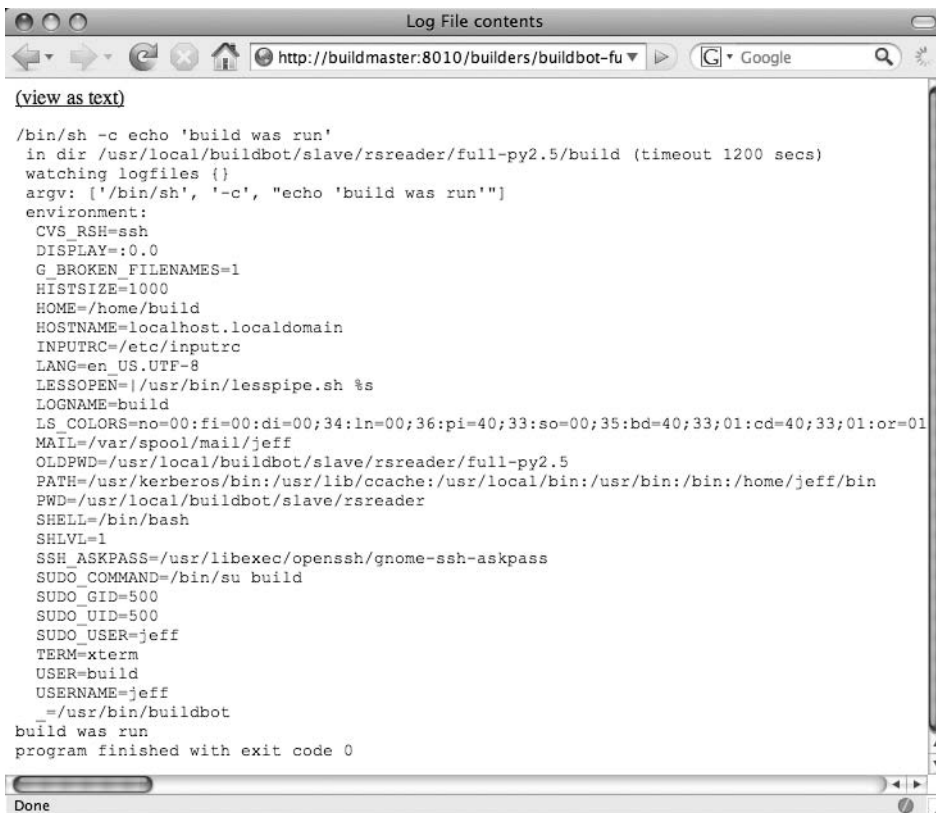 Log File contents
http://buildmaster:8010/builders/buildbot-fu
G Google
(view as text)
/bin/sh -c echo 'build was run'
in dir /usr/local/buildbot/slave/rsreader/full-py2.5/build (timeout 1200 secs)
watching logfiles {}
argv: ['/bin/sh', '-c', "echo 'build was run'"]
environment:
CVS_RSH=ssh
DISPLAY=:0.0
G_BROKEN_FILENAMES=1
HISTSIZE=1000
HOME=/home/build
HOSTNAME=localhost.localdomain
INPUTRC=/etc/inputrc
LANG=en_US.UTF-8
LESSOPEN=|/usr/bin/lesspipe.sh %s
LOGNAME=build
LS_COLORS=no=00:fi=00:di=00;34:ln=00;36:pi=40;33:so=00;35:bd=40;33;01:cd=40;33;01:or=01
MAIL=/var/spool/mail/jeff
OLDPWD=/usr/local/buildbot/slave/rsreader/full-py2.5
PATH=/usr/kerberos/bin:/usr/lib/ccache:/usr/local/bin:/usr/bin:/bin:/home/jeff/bin
PWD=/usr/local/buildbot/slave/rsreader
SHELL=/bin/bash
SHLVL=1
SSH_ASKPASS=/usr/libexec/openssh/gnome-ssh-askpass
SUDO_COMMAND=/bin/su build
SUDO_GID=500
SUDO_UID=500
SUDO_USER=jeff
TERM=xterm
USER=build
USERNAME=jeff
_=/usr/bin/buildbot
build was run
program finished with exit code 0
Done